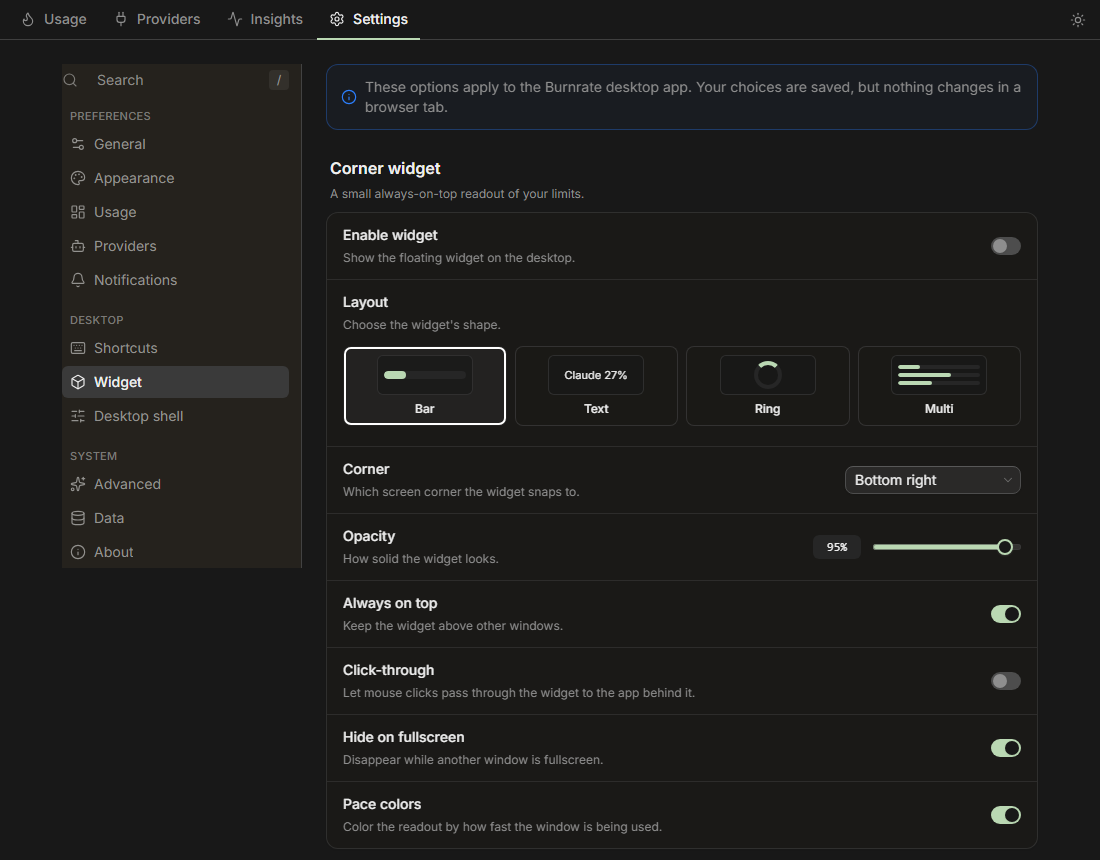 Usage Providers Insights Settings
Search /
PREFERENCES
General
Appearance
Usage
Providers
Notifications
DESKTOP
Shortcuts
Widget
Desktop shell
SYSTEM
Advanced
Data
About
These options apply to the Burnrate desktop app. Your choices are saved, but nothing changes in a
browser tab.
Corner widget
A small always-on-top readout of your limits.
Enable widget
Show the floating widget on the desktop.
Layout
Choose the widget's shape.
Claude 27%
Bar Text Ring Multi
Corner
Which screen corner the widget snaps to.
Bottom right
Opacity
How solid the widget looks.
95%
Always on top
Keep the widget above other windows.
Click-through
Let mouse clicks pass through the widget to the app behind it.
Hide on fullscreen
Disappear while another window is fullscreen.
Pace colors
Color the readout by how fast the window is being used.